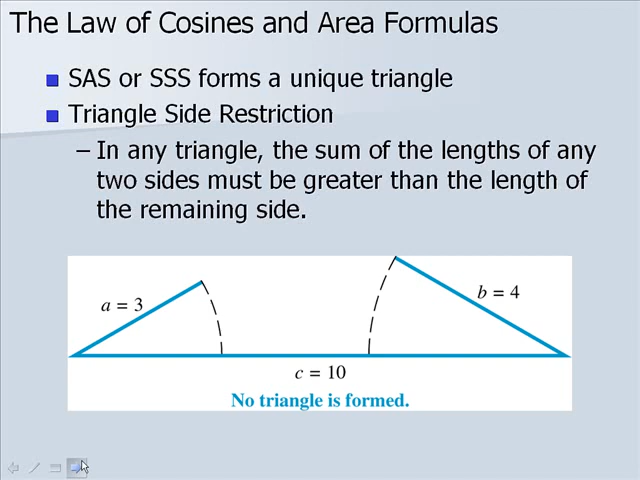 The Law of Cosines and Area Formulas
SAS or SSS forms a unique triangle
Triangle Side Restriction
– In any triangle, the sum of the lengths of any
two sides must be greater than the length of
the remaining side.
a = 3
b = 4
c = 10
No triangle is formed.